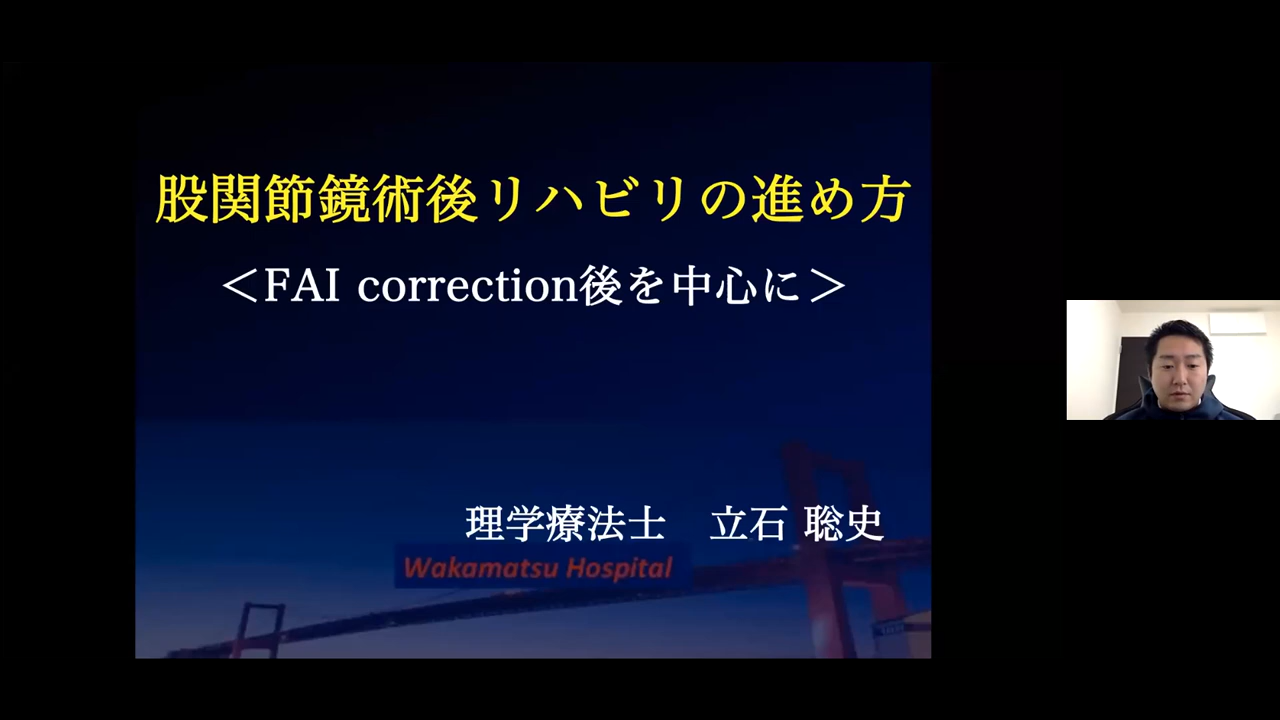 股関節鏡術後リハビリの進め方
＜FAI correction後を中心に＞
理学療法士　立石 聡史
Wakamatsu Hospital